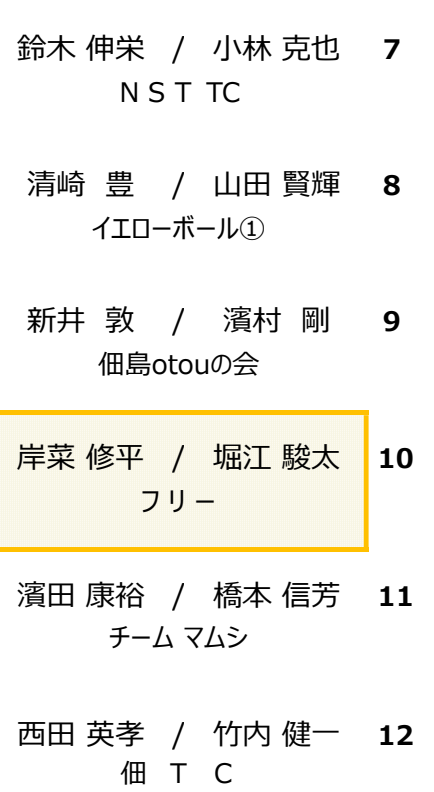 鈴木 伸栄 / 小林 克也 7
ＮＳＴ TC
清崎 豊 / 山田 賢輝 8
イエローボール①
新井 敦 / 濱村 剛 9
佃島otouの会
岸菜 修平 / 堀江 駿太 10
フリー
濱田 康裕 / 橋本 信芳 11
チーム マムシ
西田 英孝 / 竹内 健一 12
佃 Ｔ Ｃ